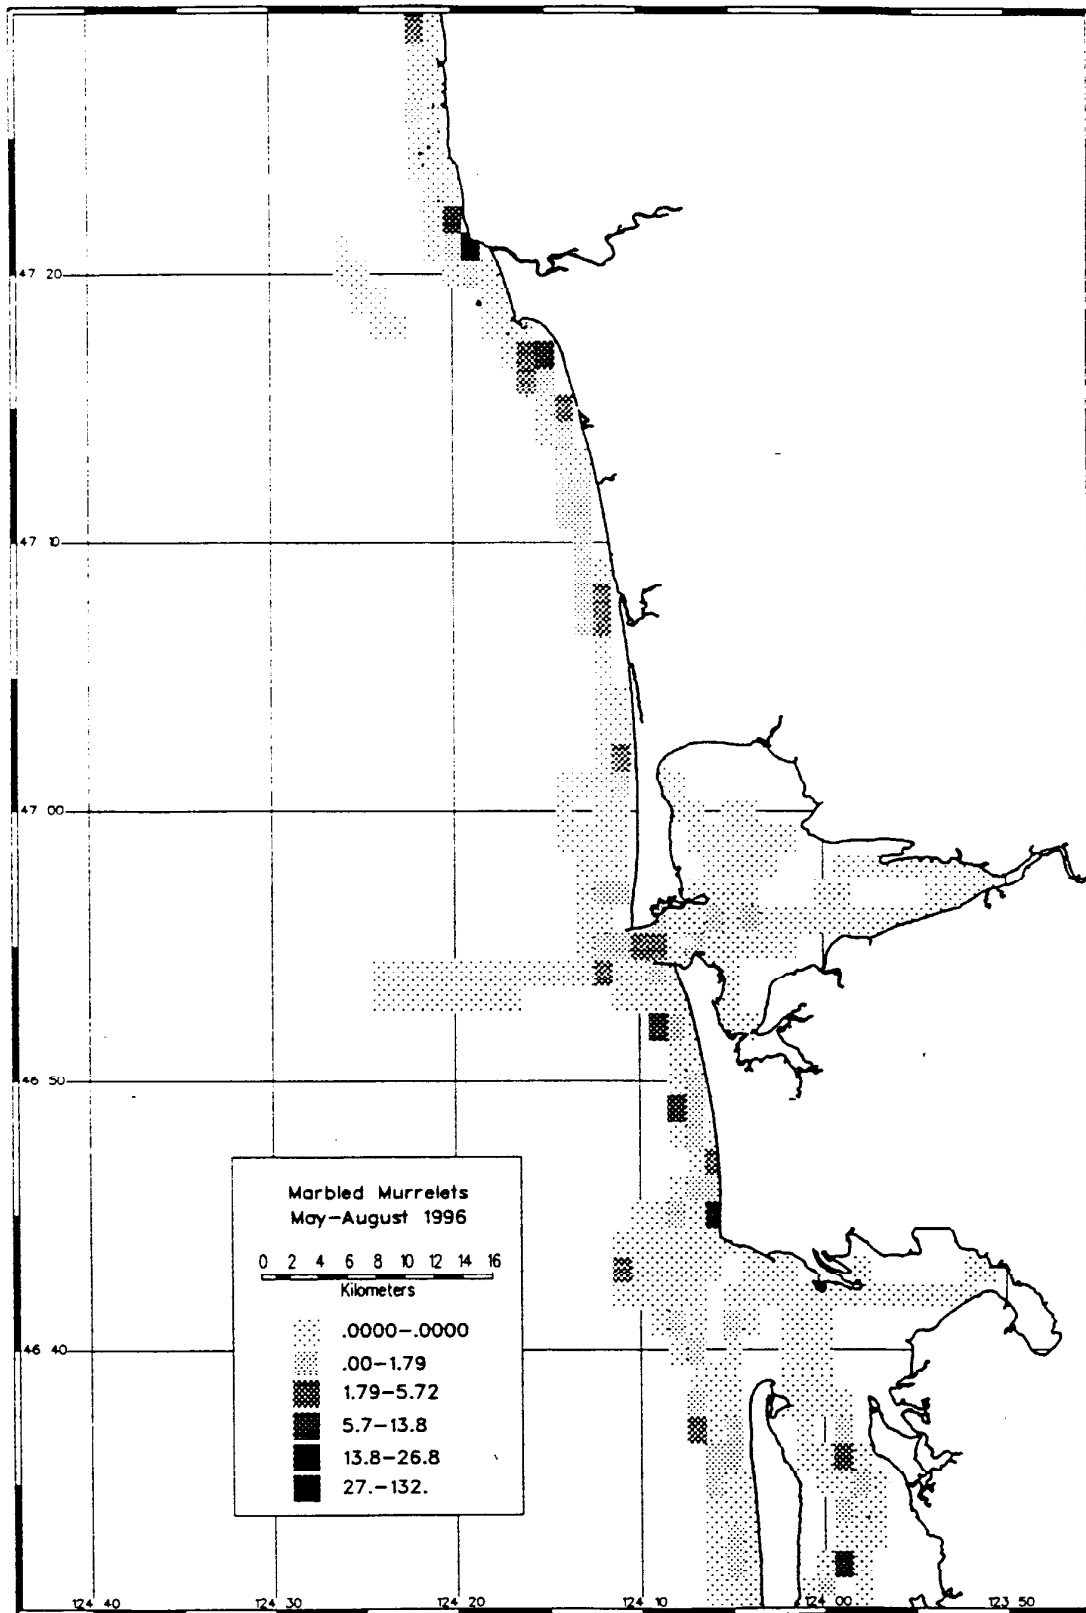 47 20
47 10
47 00
46 50
Marbled Murrelets
May-August 1996
0 2 4 6 8 10 12 14 16
Kilometers
.0000-.0000
.00-1.79
1.79-5.72
5.7-13.8
13.8-26.8
27.-132.
46 40
124 40 124 30 124 20 124 10 124 00 123 50